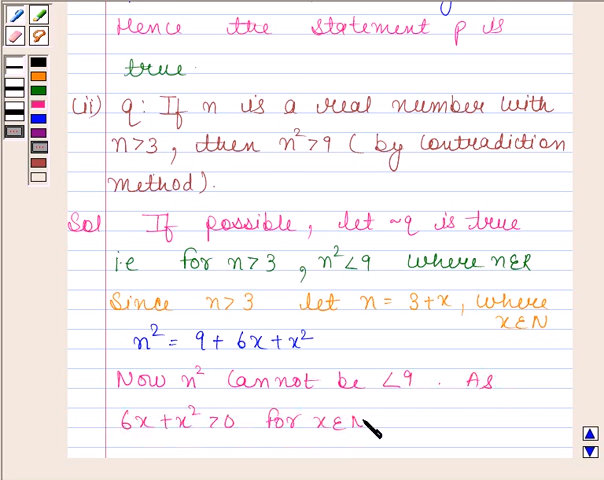 Hence the statement p is
true.
(ii) q: If n is a real number with
n>3, then n²>9 (by contradiction
method).
Sol If possible, let ~q is true
i.e for n>3, n²<9 where n∈R
Since n>3 let n = 3+x, where
x∈N
n² = 9 + 6x + x²
Now n² cannot be <9. As
6x + x² >0 for x∈N